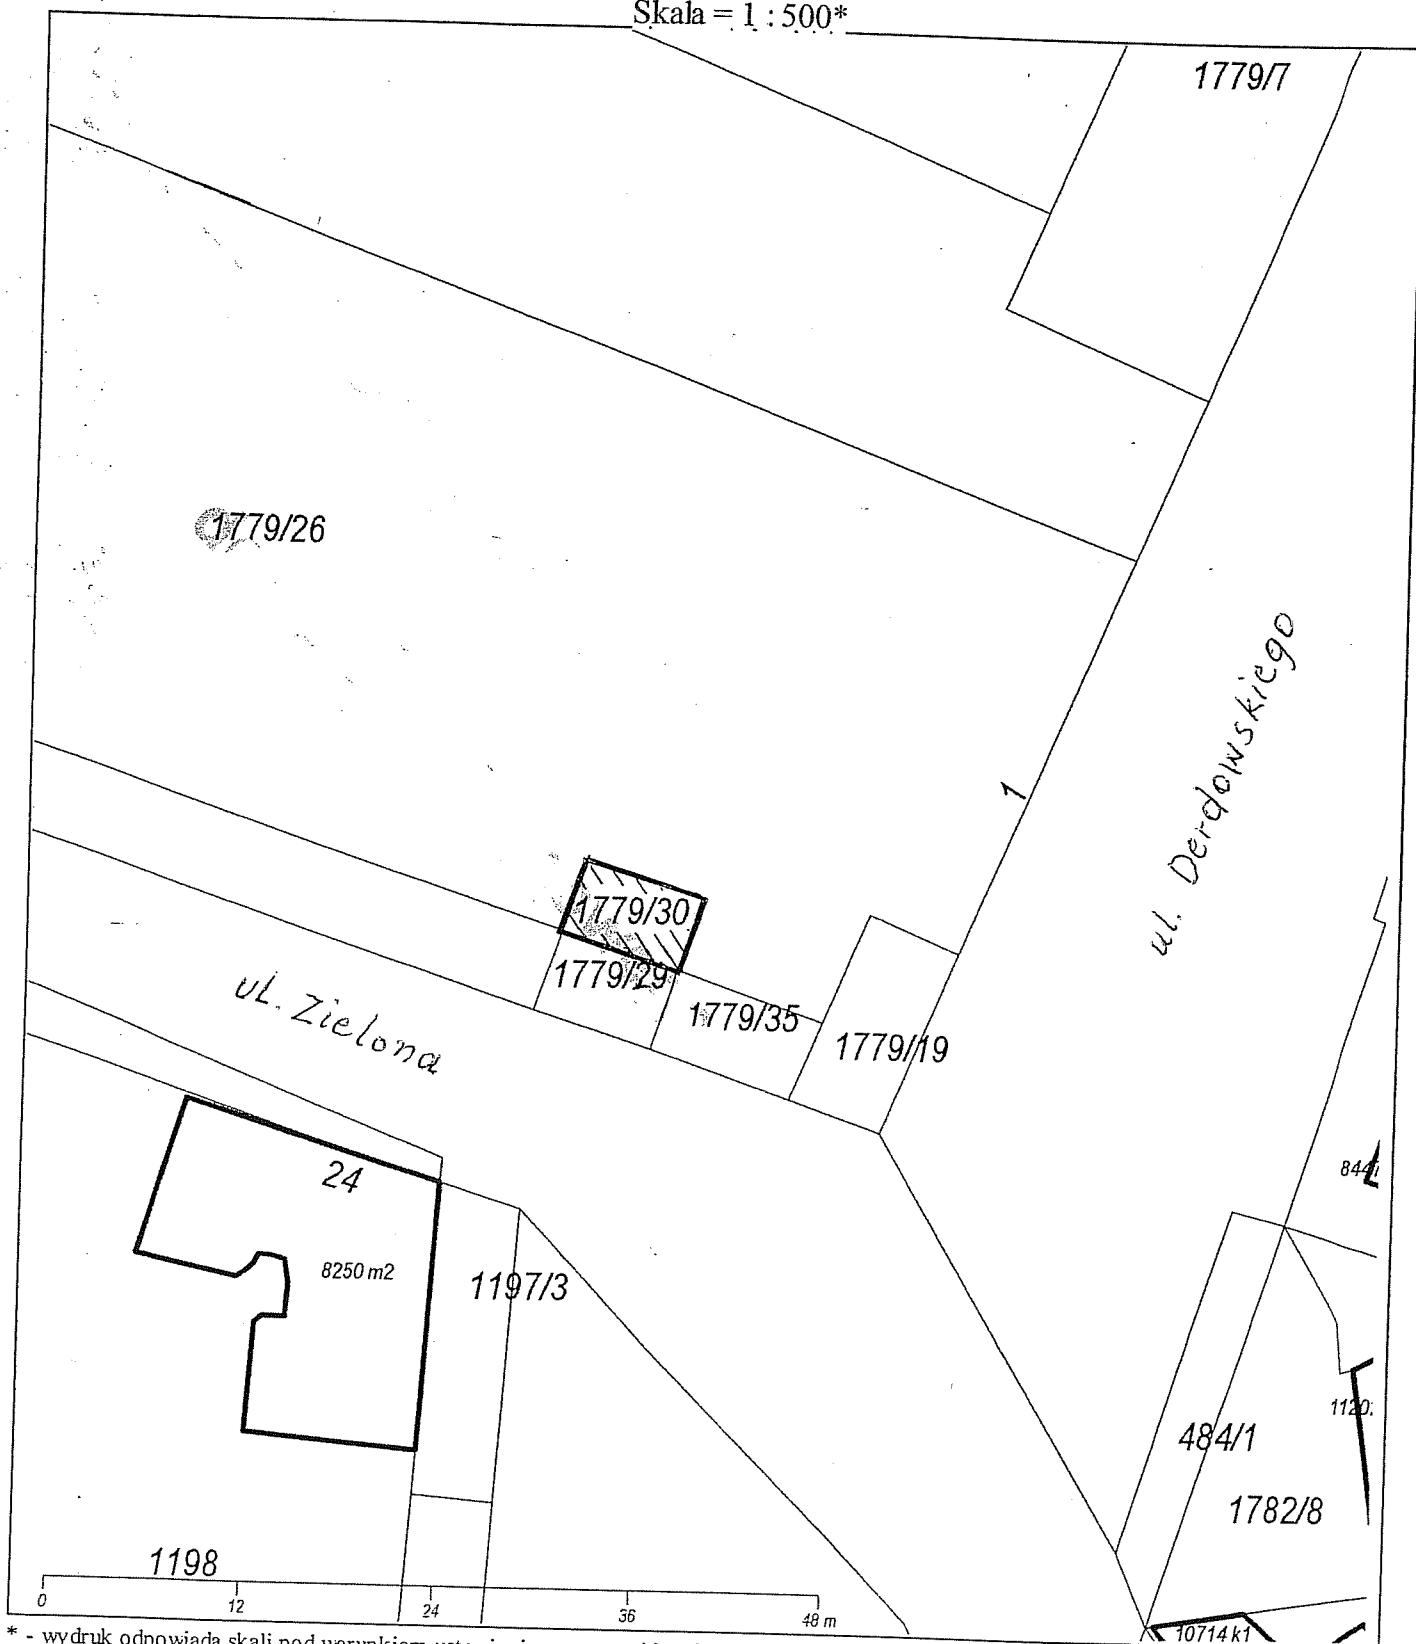 Skala = 1 : 500*
1779/7
1779/26
ul. Derdowskiego
1
1779/30
1779/29
1779/35
1779/19
ul. Zielona
24
8250 m2
1197/3
844
1120
484/1
1782/8
1198
0 12 24 36 48 m
10714 k1
* - wydruk odpowiada skali pod warunkiem